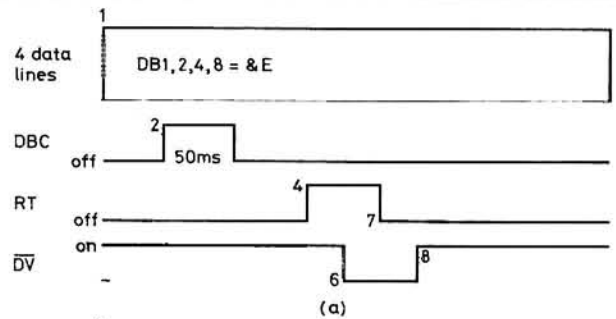 1
4 data
lines
DB1,2,4,8 = &E
DBC
2
50ms
off
RT
4
off
7
on
DV
6
8
(a)